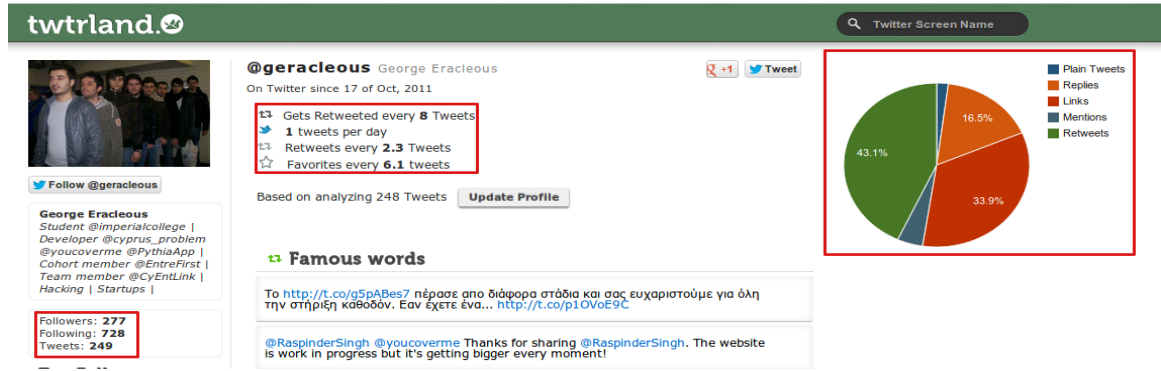 twtrland.
Twitter Screen Name
@geracleous George Eracleous
g +1
Tweet
On Twitter since 17 of Oct, 2011
Gets Retweeted every 8 Tweets
1 tweets per day
Retweets every 2.3 Tweets
Favorites every 6.1 tweets
Based on analyzing 248 Tweets
Update Profile
Follow @geracleous
George Eracleous
Student @imperialcollege |
Developer @cyprus_problem
@youcoverme @PythiaApp |
Cohort member @EntreFirst |
Team member @CyEntLink |
Hacking | Startups |
Followers: 277
Following: 728
Tweets: 249
Famous words
Το http://t.co/g5pABes7 πέρασε απο διάφορα στάδια και σας ευχαριστούμε για όλη
την στήριξη καθοδόν. Εαν έχετε ένα... http://t.co/p1OVoE9C
@RaspinderSingh @youcoverme Thanks for sharing @RaspinderSingh. The website
is work in progress but it's getting bigger every moment!
Plain Tweets
Replies
Links
Mentions
Retweets
16.5%
43.1%
33.9%